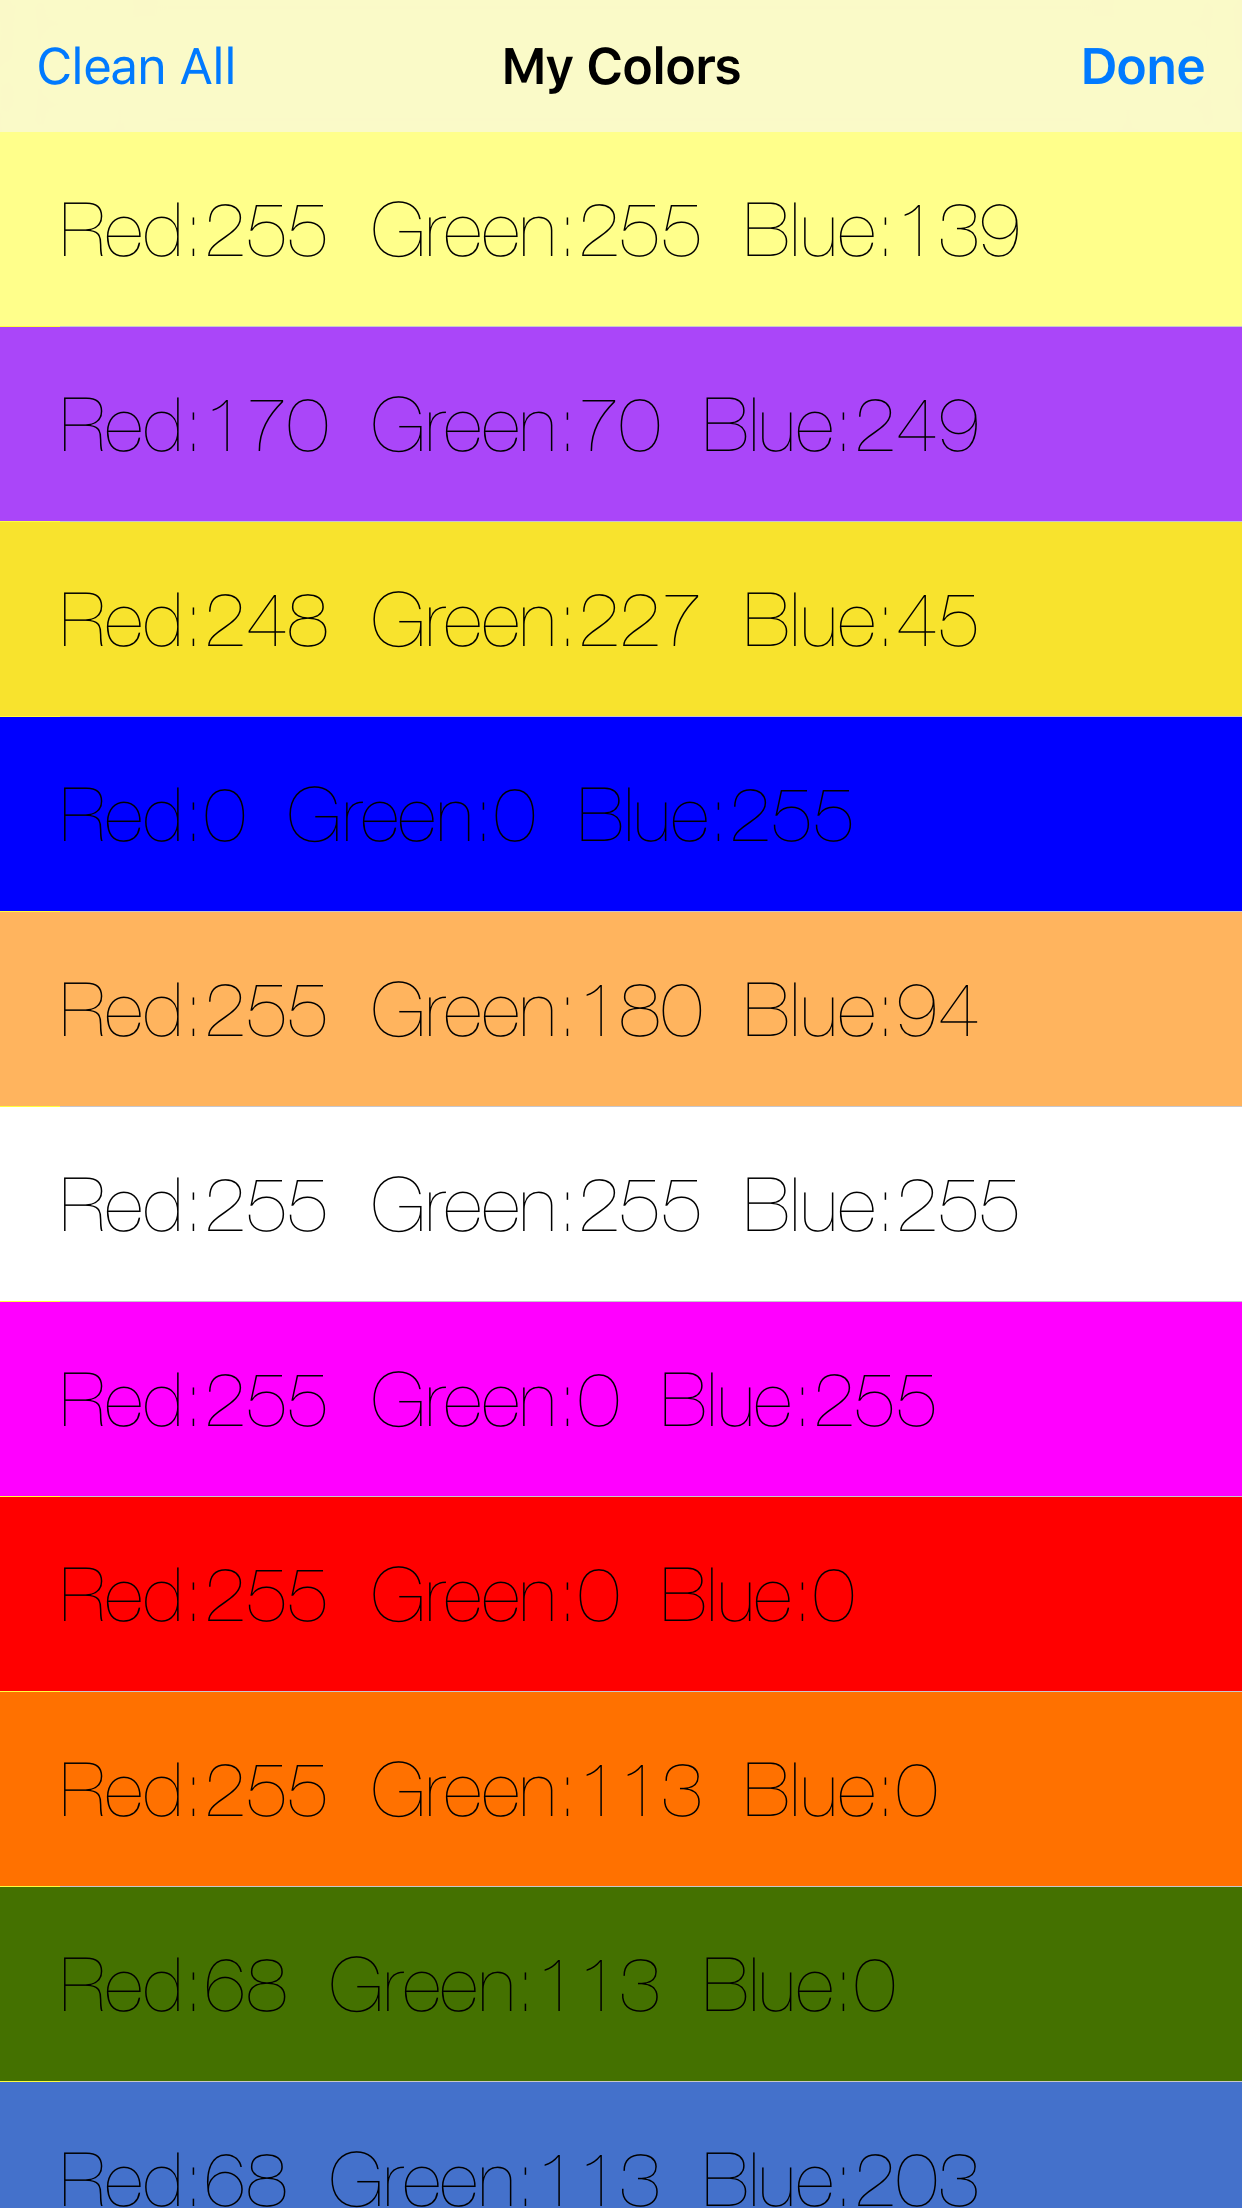 Clean All My Colors Done
Red:255 Green:255 Blue:139
Red:170 Green:70 Blue:249
Red:248 Green:227 Blue:45
Red:0 Green:0 Blue:255
Red:255 Green:180 Blue:94
Red:255 Green:255 Blue:255
Red:255 Green:0 Blue:255
Red:255 Green:0 Blue:0
Red:255 Green:113 Blue:0
Red:68 Green:113 Blue:0
Red:68 Green:113 Blue:203